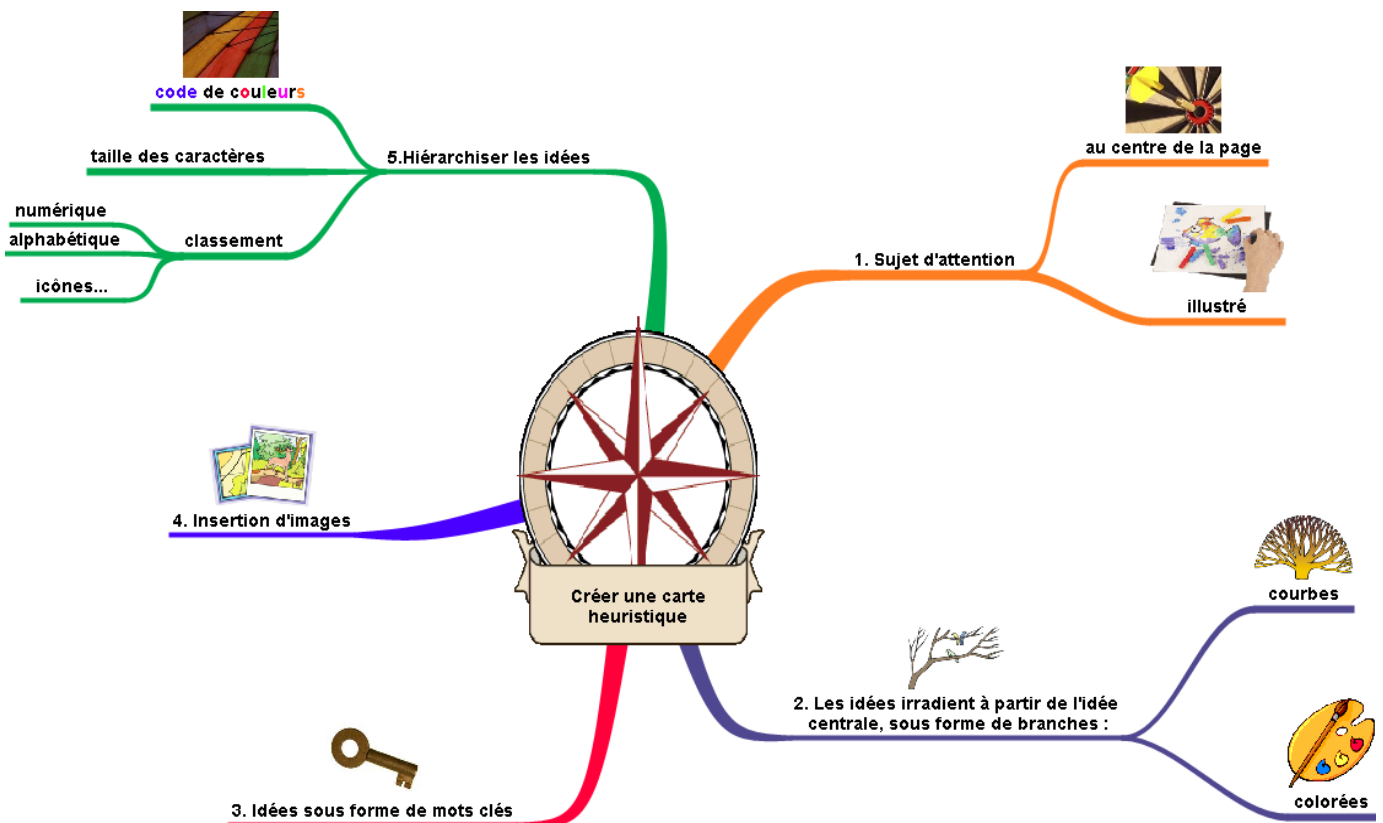 Créer une carte
heuristique
1. Sujet d'attention
au centre de la page
illustré
2. Les idées irradient à partir de l'idée
centrale, sous forme de branches :
courbes
colorées
3. Idées sous forme de mots clés
4. Insertion d'images
5.Hiérarchiser les idées
code de couleurs
taille des caractères
classement
numérique
alphabétique
icônes...